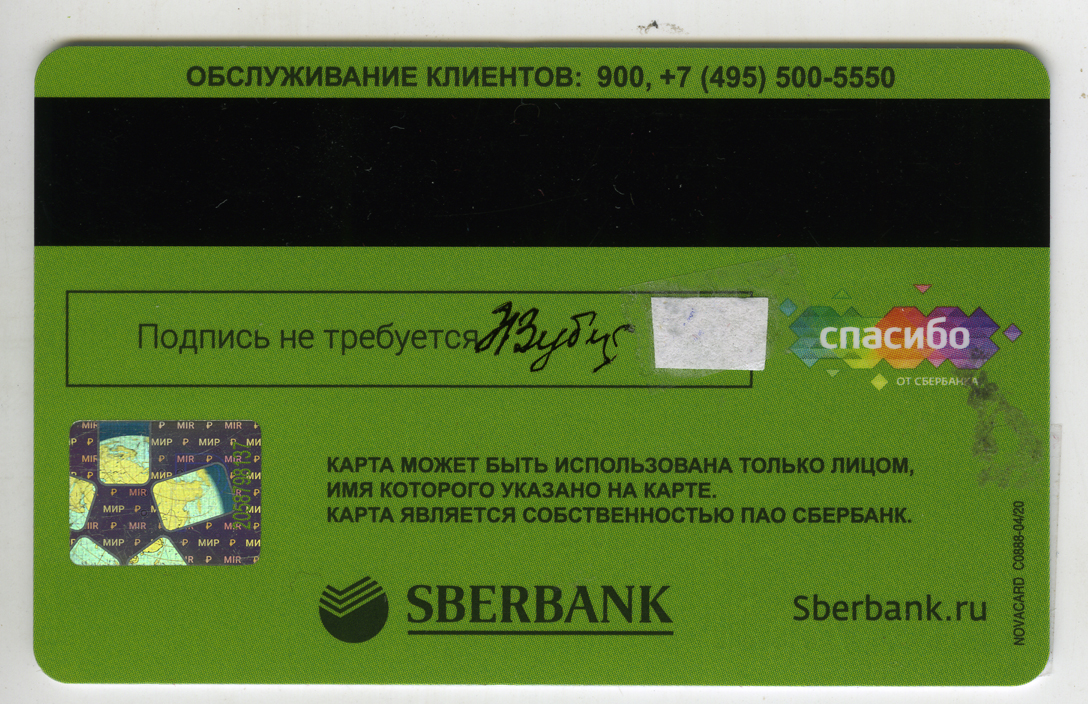 ОБСЛУЖИВАНИЕ КЛИЕНТОВ: 900, +7 (495) 500-5550
Подпись не требуется
спасибо
ОТ СБЕРБАНКА
MIR ₽ MIR ₽ MIR
МИР ₽ МИР ₽ МИ
МИР ₽ MIR
КАРТА МОЖЕТ БЫТЬ ИСПОЛЬЗОВАНА ТОЛЬКО ЛИЦОМ,
ИМЯ КОТОРОГО УКАЗАНО НА КАРТЕ.
КАРТА ЯВЛЯЕТСЯ СОБСТВЕННОСТЬЮ ПАО СБЕРБАНК.
SBERBANK
Sberbank.ru
NOVACARD C0888-04/20